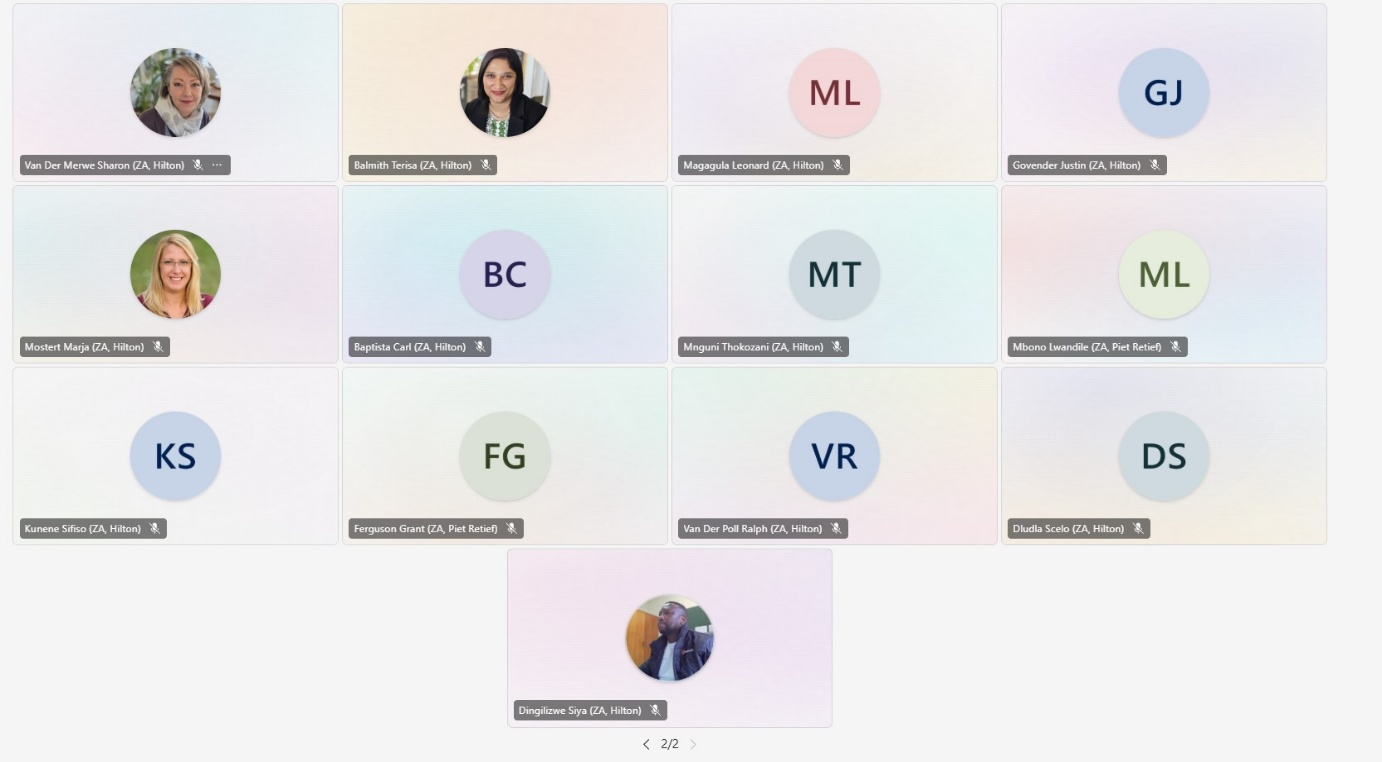 Van Der Merwe Sharon (ZA, Hilton) ...
Balmith Terisa (ZA, Hilton)
ML
Magagula Leonard (ZA, Hilton)
GJ
Govender Justin (ZA, Hilton)
Mostert Marja (ZA, Hilton)
BC
Baptista Carl (ZA, Hilton)
MT
Mnguni Thokozani (ZA, Hilton)
ML
Mbono Lwandile (ZA, Piet Retief)
KS
Kunene Sifiso (ZA, Hilton)
FG
Ferguson Grant (ZA, Piet Retief)
VR
Van Der Poll Ralph (ZA, Hilton)
DS
Dludla Scelo (ZA, Hilton)
Dingilizwe Siya (ZA, Hilton)
2/2